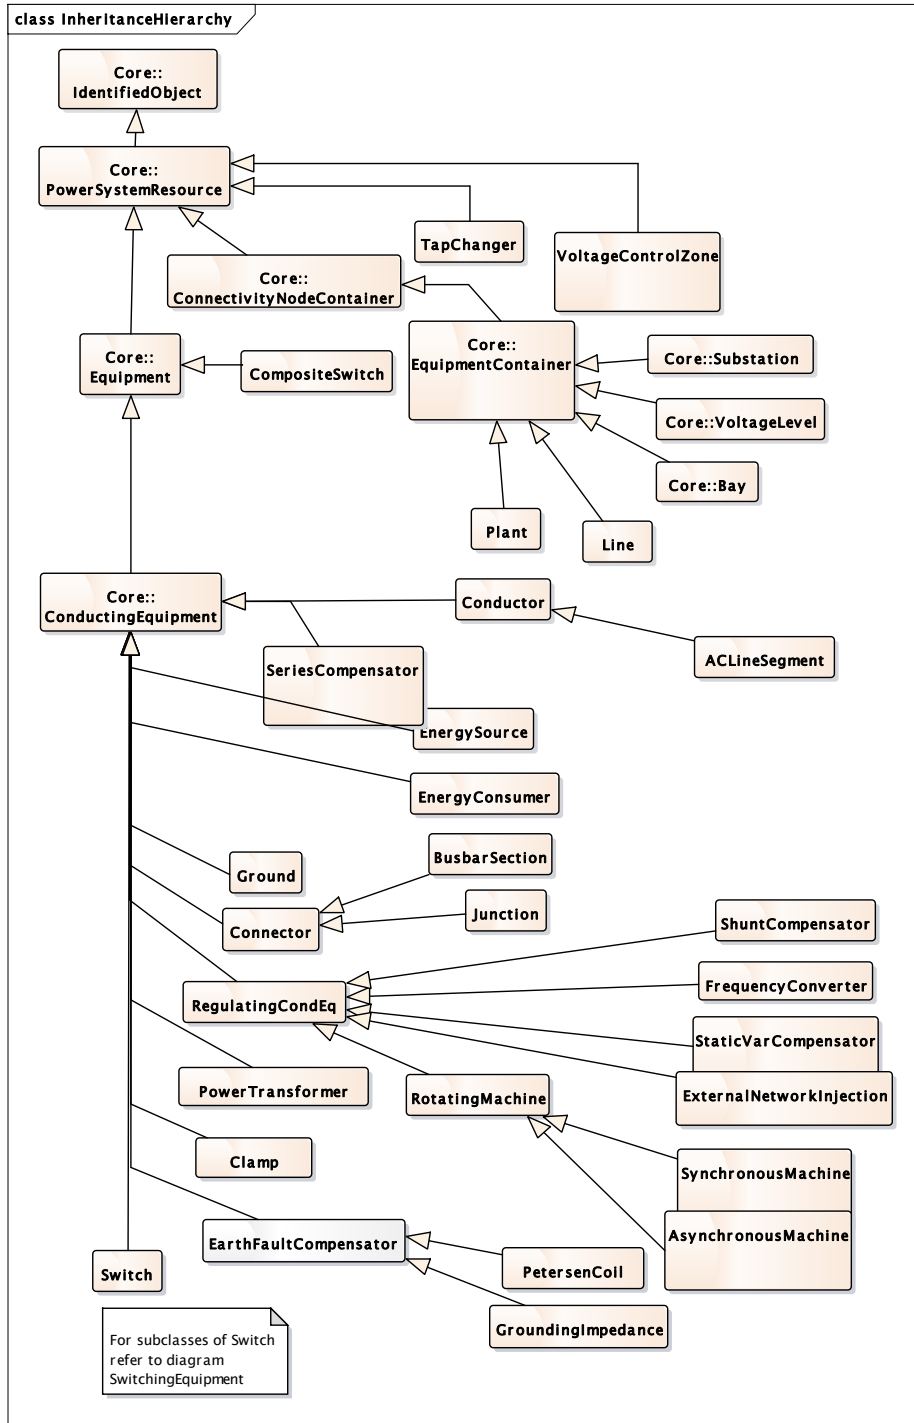 class InheritanceHierarchy
Core::
IdentifiedObject
Core::
PowerSystemResource
TapChanger
VoltageControlZone
Core::
ConnectivityNodeContainer
Core::
EquipmentContainer
Core::
Equipment
CompositeSwitch
Core::Substation
Core::VoltageLevel
Core::Bay
Plant
Line
Core::
ConductingEquipment
Conductor
ACLineSegment
SeriesCompensator
EnergySource
EnergyConsumer
BusbarSection
Ground
Junction
Connector
ShuntCompensator
FrequencyConverter
RegulatingCondEq
StaticVarCompensator
PowerTransformer
RotatingMachine
ExternalNetworkInjection
Clamp
SynchronousMachine
AsynchronousMachine
EarthFaultCompensator
PetersenCoil
Switch
GroundingImpedance
For subclasses of Switch
refer to diagram
SwitchingEquipment